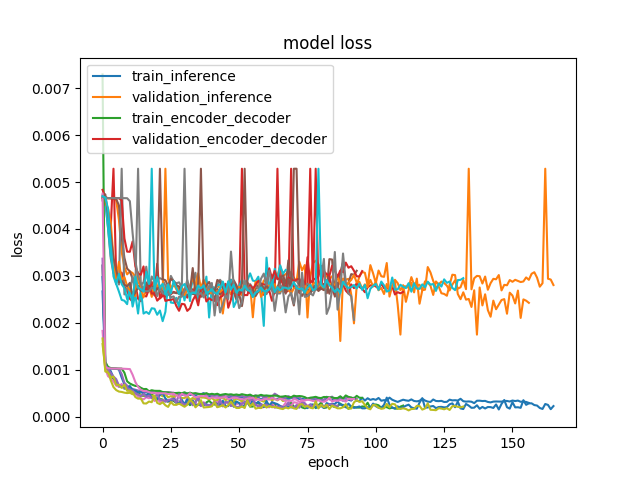 model loss
train_inference
validation_inference
train_encoder_decoder
validation_encoder_decoder
0.007
0.006
0.005
0.004
0.003
0.002
0.001
0.000
loss
0 25 50 75 100 125 150
epoch